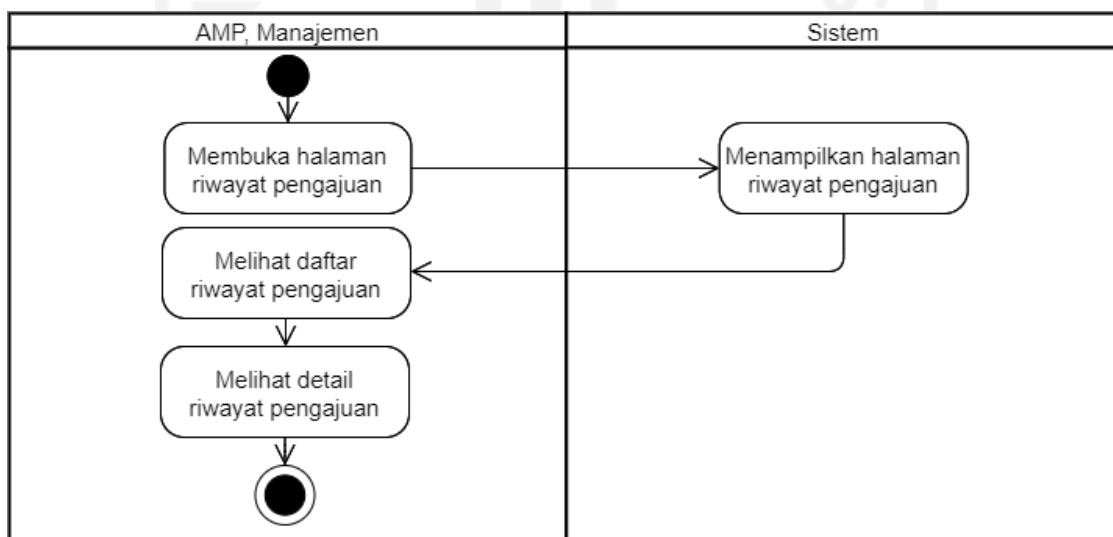 AMP, Manajemen
Sistem
Membuka halaman
riwayat pengajuan
Menampilkan halaman
riwayat pengajuan
Melihat daftar
riwayat pengajuan
Melihat detail
riwayat pengajuan